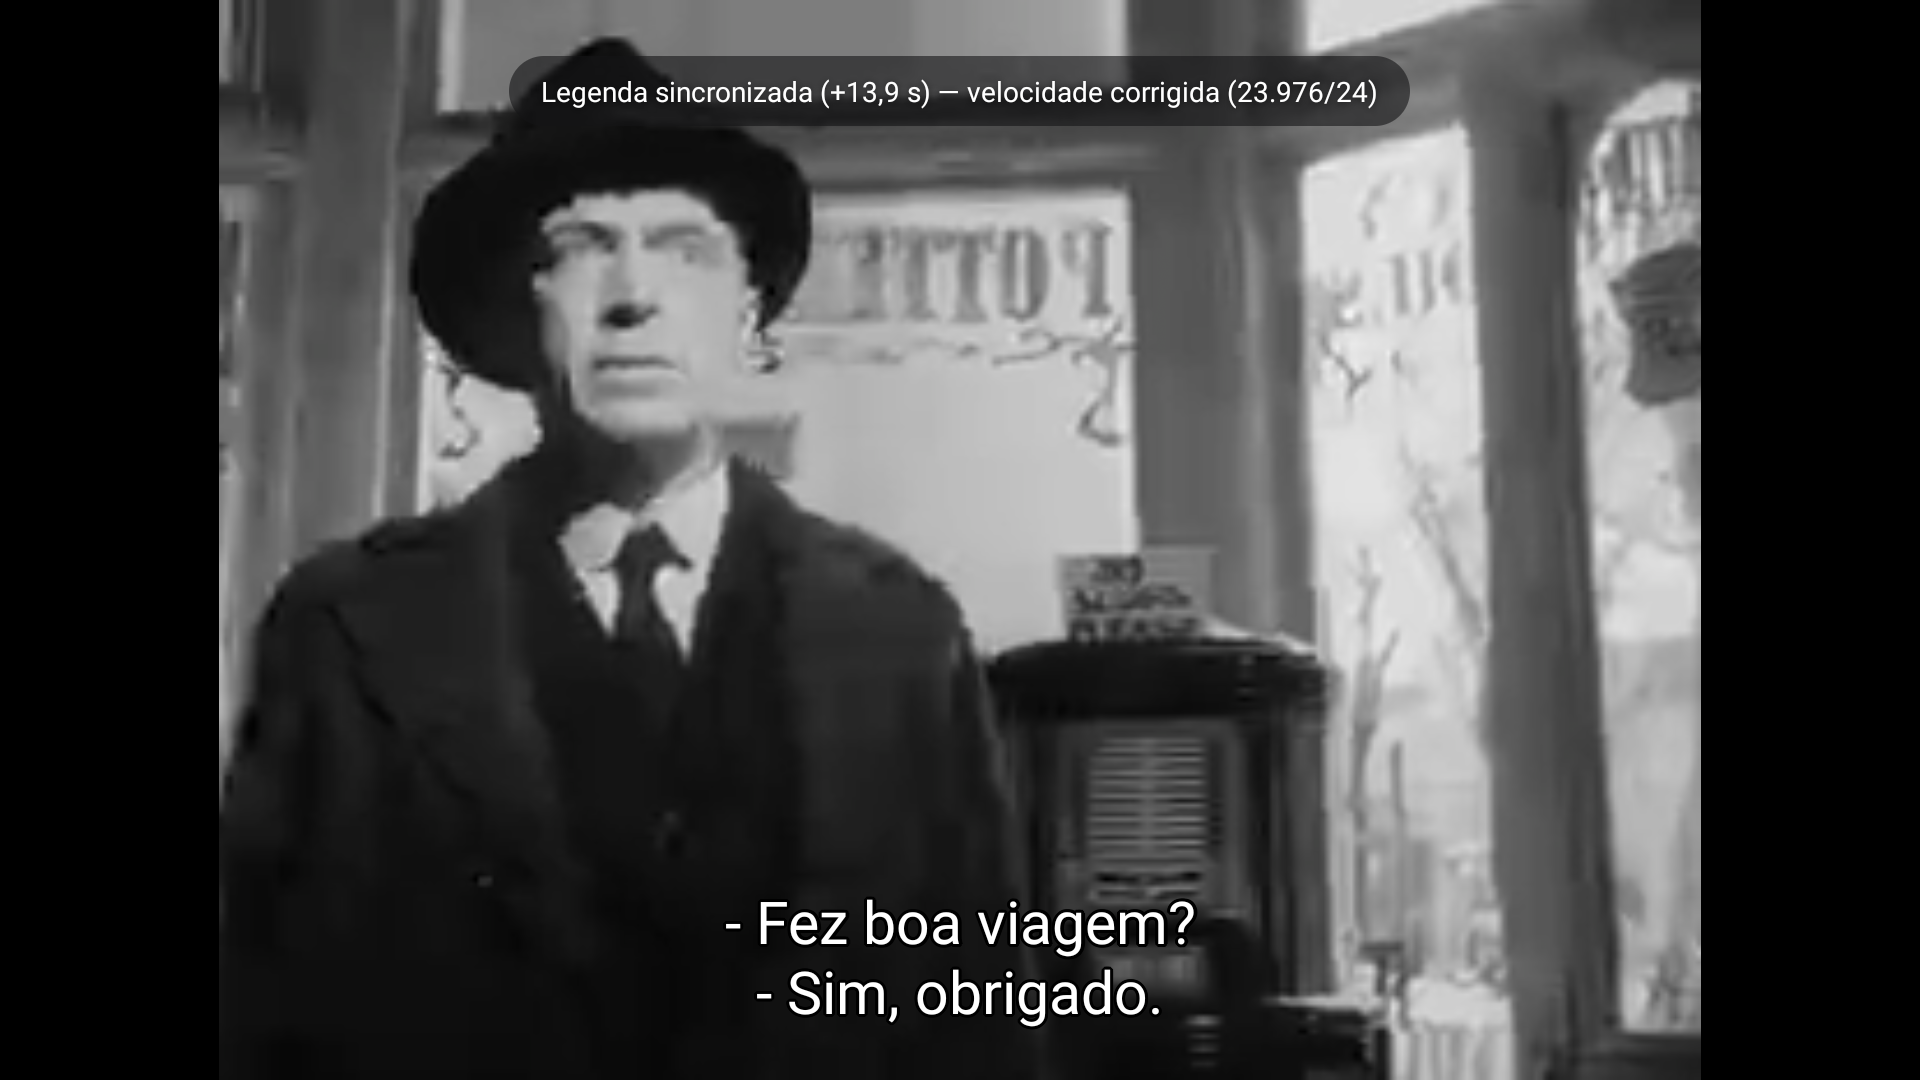 Legenda sincronizada (+13,9 s) — velocidade corrigida (23.976/24)
- Fez boa viagem?
- Sim, obrigado.